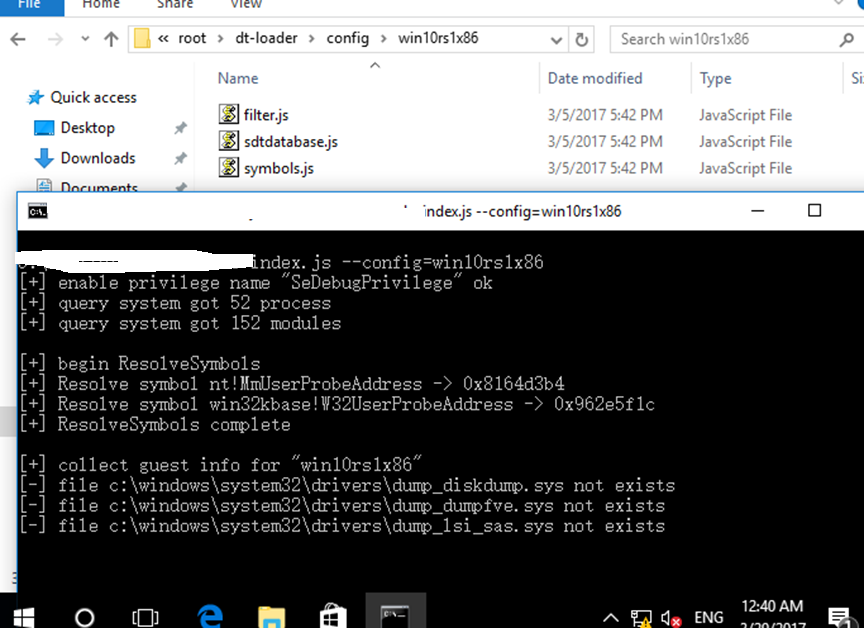 File Home Share View
« root > dt-loader > config > win10rs1x86 Search win10rs1x86
Name Date modified Type
Quick access
filter.js 3/5/2017 5:42 PM JavaScript File
Desktop
sdtdatabase.js 3/5/2017 5:42 PM JavaScript File
Downloads
symbols.js 3/5/2017 5:42 PM JavaScript File
Documents
index.js --config=win10rs1x86
index.js --config=win10rs1x86
[+] enable privilege name "SeDebugPrivilege" ok
[+] query system got 52 process
[+] query system got 152 modules
[+] begin ResolveSymbols
[+] Resolve symbol nt!MmUserProbeAddress -> 0x8164d3b4
[+] Resolve symbol win32kbase!W32UserProbeAddress -> 0x962e5f1c
[+] ResolveSymbols complete
[+] collect guest info for "win10rs1x86"
[-] file c:\windows\system32\drivers\dump_diskdump.sys not exists
[-] file c:\windows\system32\drivers\dump_dumpfve.sys not exists
[-] file c:\windows\system32\drivers\dump_lsi_sas.sys not exists
ENG 12:40 AM